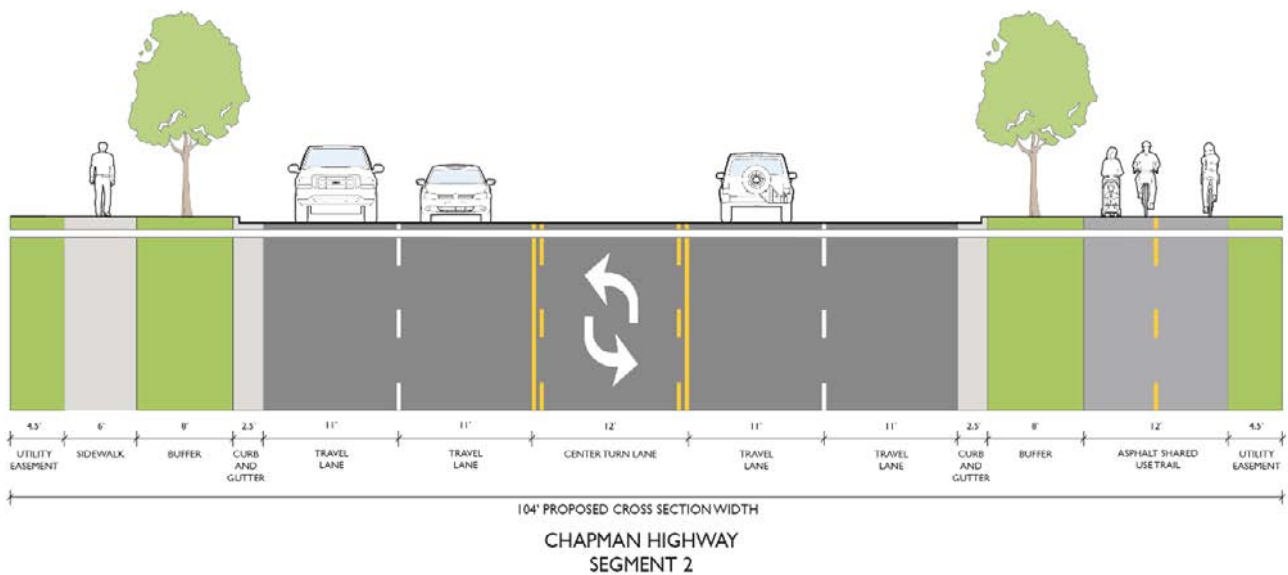 4.5' 6' 8' 2.5' 11' 11' 12' 11' 11' 2.5' 8' 12' 4.5'
UTILITY EASEMENT
SIDEWALK
BUFFER
CURB AND GUTTER
TRAVEL LANE
TRAVEL LANE
CENTER TURN LANE
TRAVEL LANE
TRAVEL LANE
CURB AND GUTTER
BUFFER
ASPHALT SHARED USE TRAIL
UTILITY EASEMENT
104' PROPOSED CROSS SECTION WIDTH
CHAPMAN HIGHWAY
SEGMENT 2